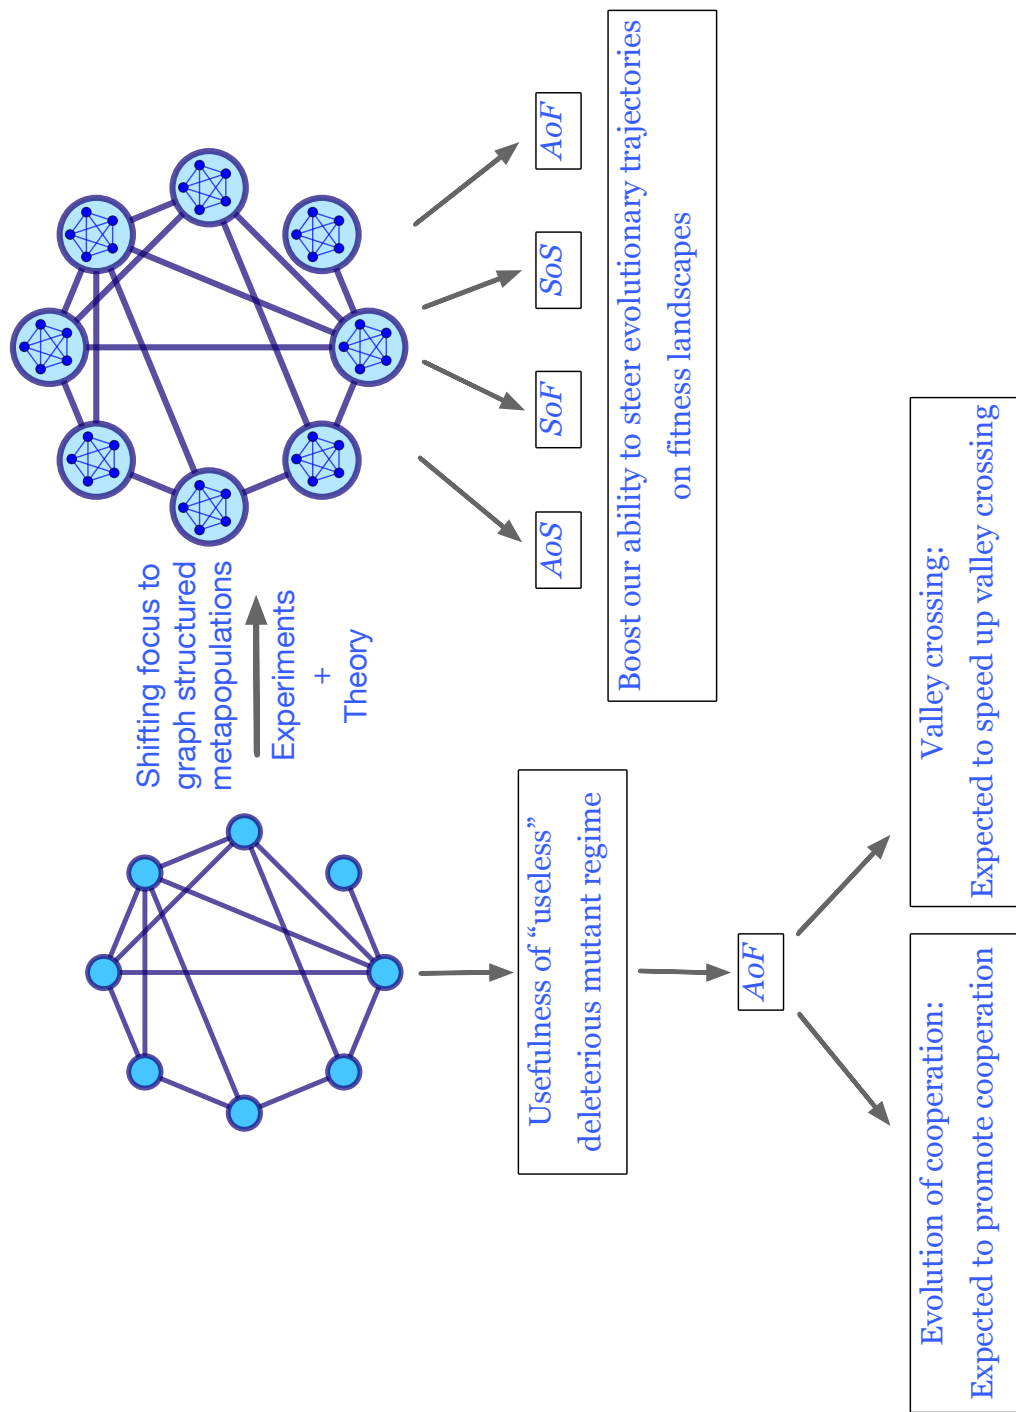 Shifting focus to
graph structured
metapopulations
Experiments
+
Theory
Usefulness of “useless”
deleterious mutant regime
AoF
Evolution of cooperation:
Expected to promote cooperation
Valley crossing:
Expected to speed up valley crossing
AoS
SoF
SoS
AoF
Boost our ability to steer evolutionary trajectories
on fitness landscapes